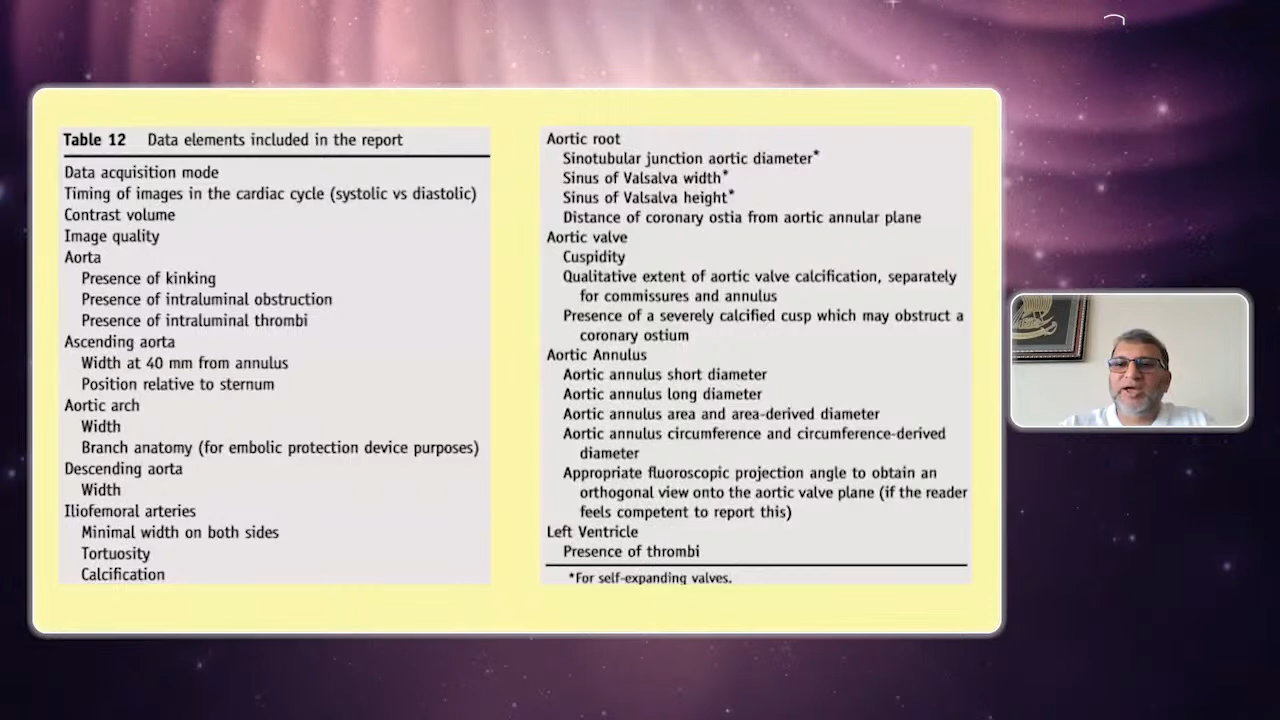 Table 12 Data elements included in the report
Data acquisition mode
Timing of images in the cardiac cycle (systolic vs diastolic)
Contrast volume
Image quality
Aorta
Presence of kinking
Presence of intraluminal obstruction
Presence of intraluminal thrombi
Ascending aorta
Width at 40 mm from annulus
Position relative to sternum
Aortic arch
Width
Branch anatomy (for embolic protection device purposes)
Descending aorta
Width
Iliofemoral arteries
Minimal width on both sides
Tortuosity
Calcification
Aortic root
Sinotubular junction aortic diameter*
Sinus of Valsalva width*
Sinus of Valsalva height*
Distance of coronary ostia from aortic annular plane
Aortic valve
Cuspidity
Qualitative extent of aortic valve calcification, separately
for commissures and annulus
Presence of a severely calcified cusp which may obstruct a
coronary ostium
Aortic Annulus
Aortic annulus short diameter
Aortic annulus long diameter
Aortic annulus area and area-derived diameter
Aortic annulus circumference and circumference-derived
diameter
Appropriate fluoroscopic projection angle to obtain an
orthogonal view onto the aortic valve plane (if the reader
feels competent to report this)
Left Ventricle
Presence of thrombi
*For self-expanding valves.